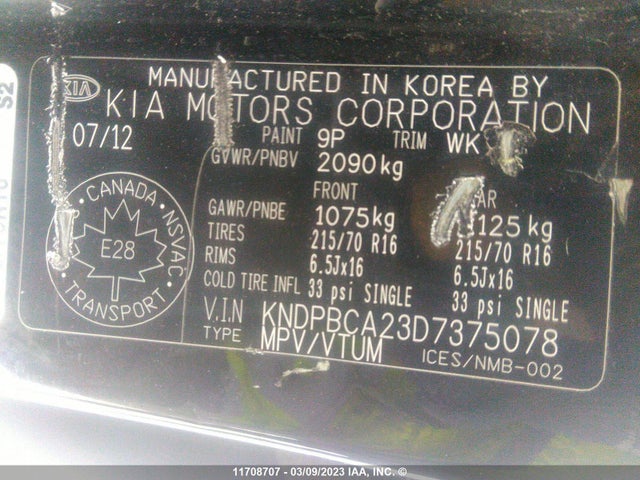 KIA
MANUFACTURED IN KOREA BY
KIA MOTORS CORPORATION
07/12 PAINT 9P TRIM WK
GVWR/PNBV 2090kg
FRONT
GAWR/PNBE 1075kg 125kg
TIRES 215/70 R16 215/70 R16
RIMS 6.5Jx16 6.5Jx16
COLD TIRE INFL 33 psi SINGLE 33 psi SINGLE
V.I.N KNDPBCA23D7375078
TYPE MPV/VTUM ICES/NMB-002
CANADA NSVAC
E28
TRANSPORT
S2
11708707 - 03/09/2023 IAA, INC. ©